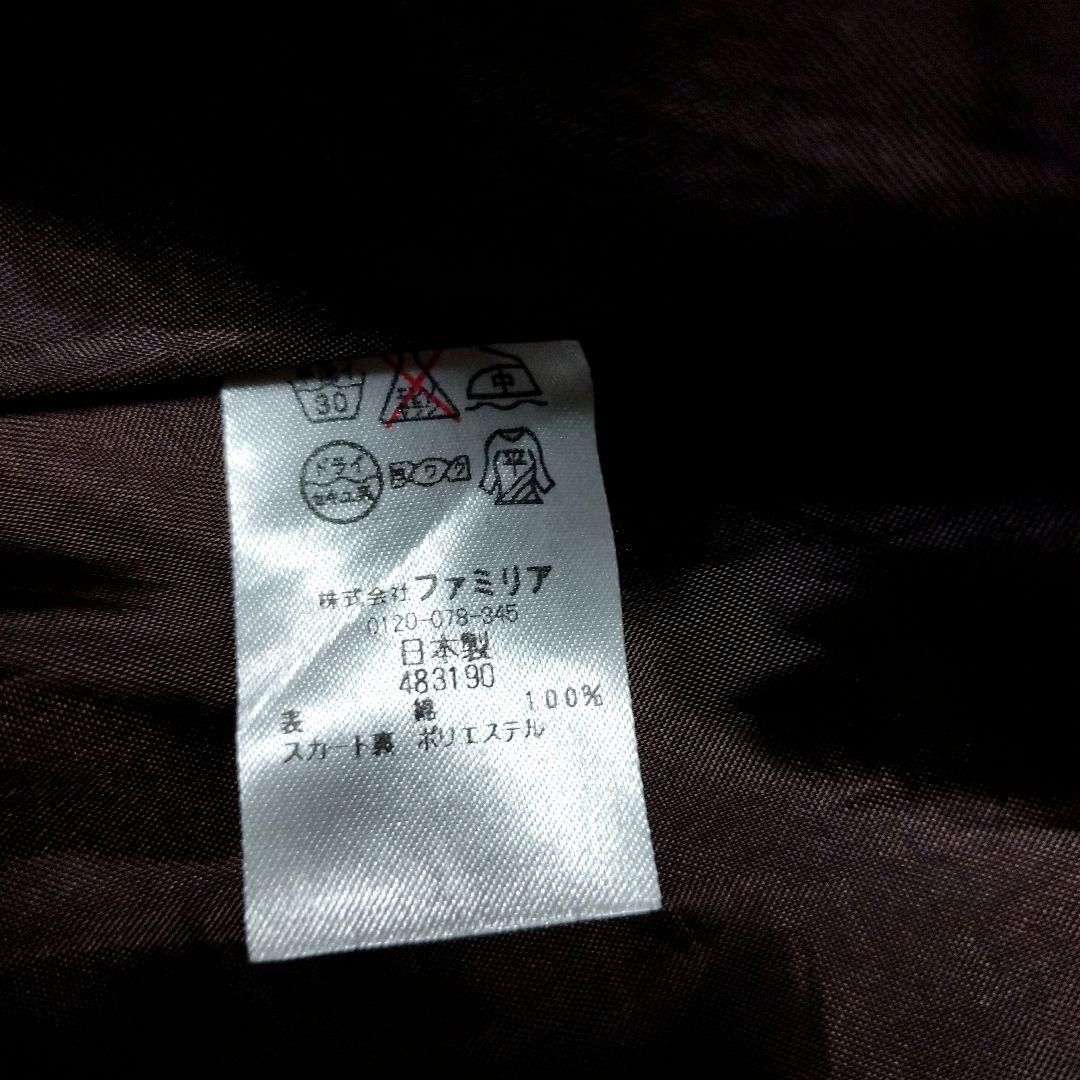 30 中
ドライ
セキユ系
平
株式会社ファミリア
0120-078-345
日本製
483190
表 綿 100%
スカート裏 ポリエステル